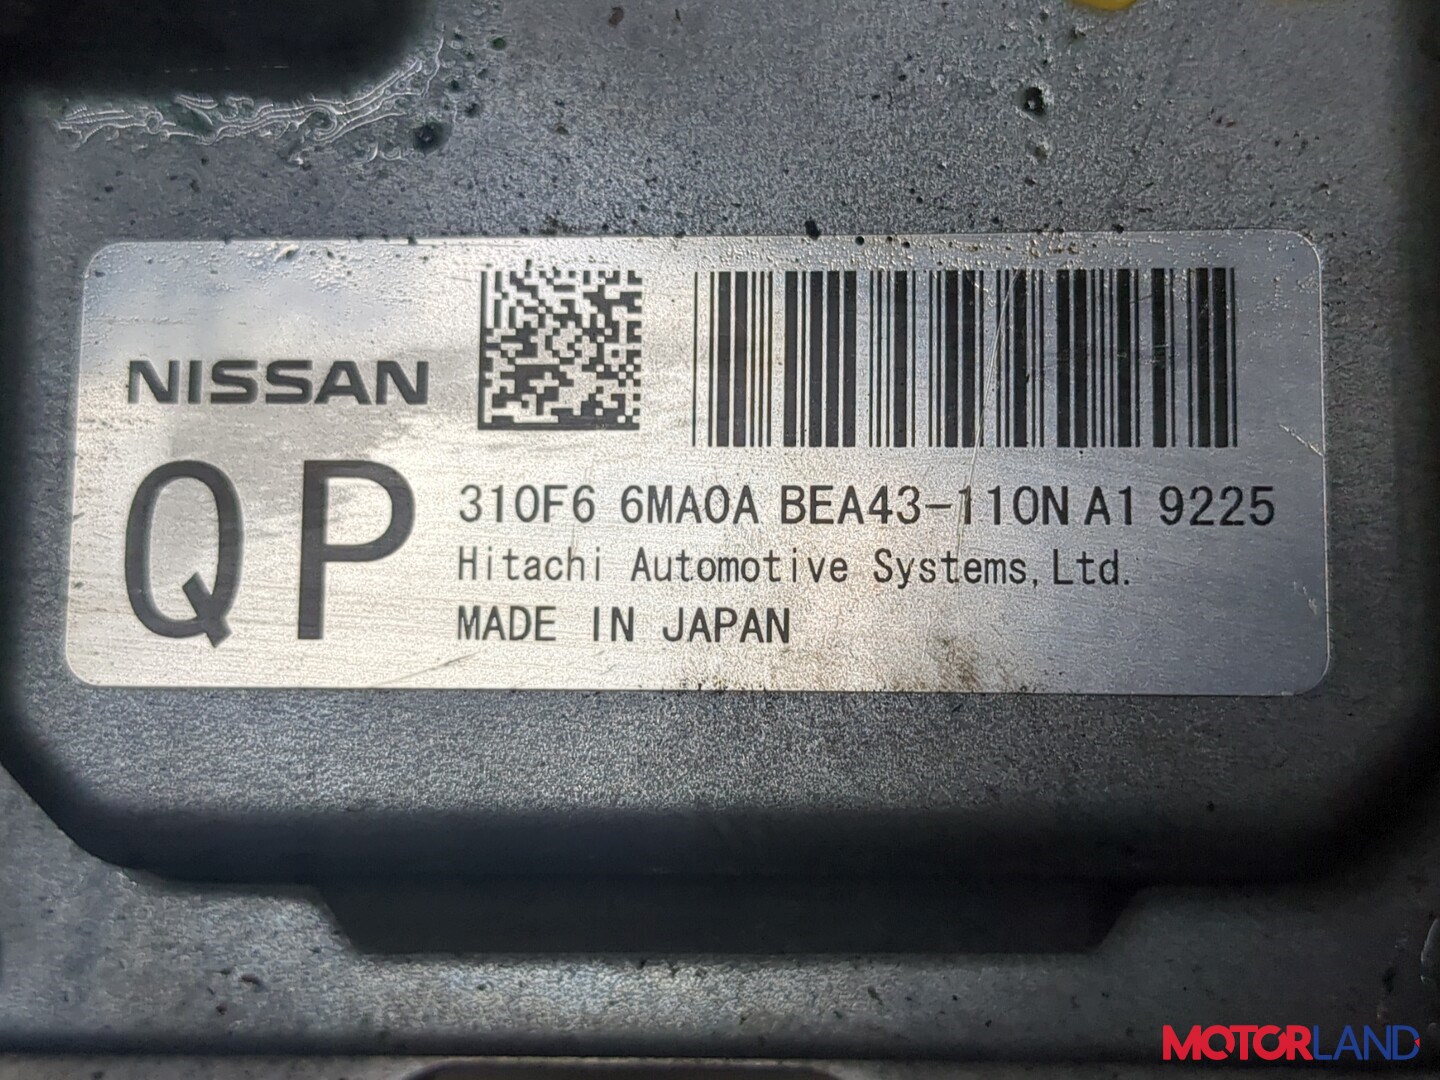 NISSAN
QP
310F6 6MA0A BEA43-110N A1 9225
Hitachi Automotive Systems,Ltd.
MADE IN JAPAN
MOTORLAND